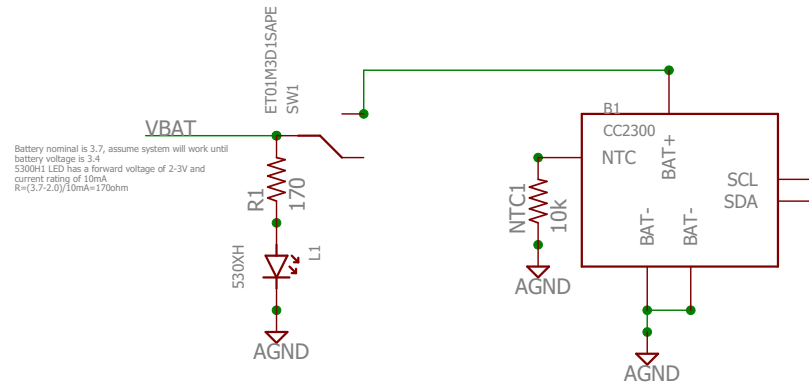 ET01M3D1SAPE
SW1
VBAT
Battery nominal is 3.7, assume system will work until
battery voltage is 3.4
5300H1 LED has a forward voltage of 2-3V and
current rating of 10mA
R=(3.7-2.0)/10mA=170ohm
R1
170
530XH
L1
AGND
B1
CC2300
NTC
BAT+
SCL
SDA
BAT-
BAT-
NTC1
10k
AGND
AGND